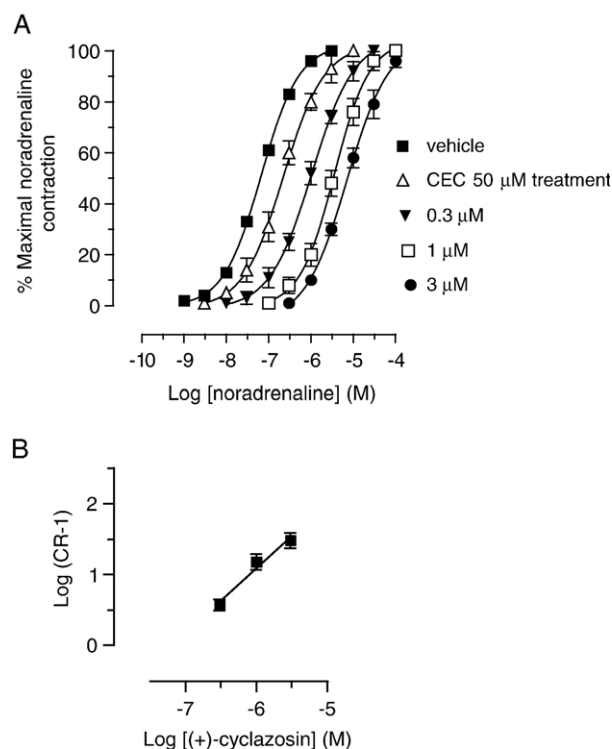 A
% Maximal noradrenaline
contraction
100
80
60
40
20
0
-10 -9 -8 -7 -6 -5 -4
Log [noradrenaline] (M)
vehicle
CEC 50 μM treatment
0.3 μM
1 μM
3 μM
B
Log (CR-1)
2
1
0
-7 -6 -5
Log [(+)-cyclazosin] (M)